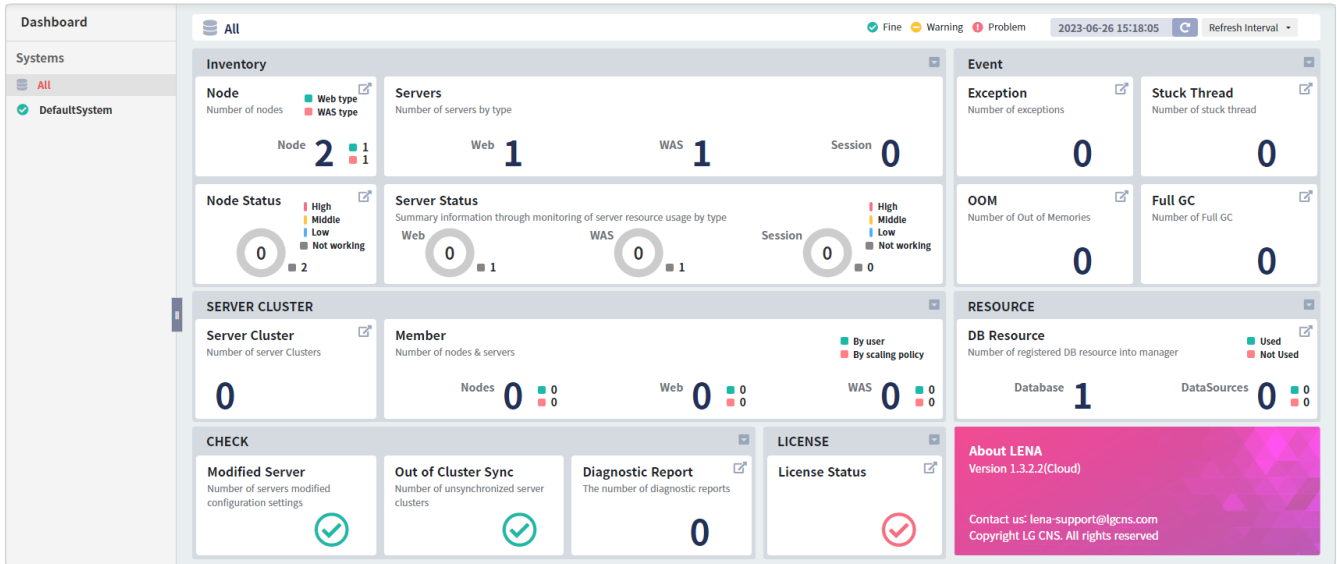 Dashboard
Systems
All
DefaultSystem
All
Fine Warning Problem
2023-06-26 15:18:05
Refresh Interval
Inventory
Node
Number of nodes
Web type
WAS type
Node 2 1
1
Servers
Number of servers by type
Web 1 WAS 1 Session 0
Node Status
High
Middle
Low
Not working
0
2
Server Status
Summary information through monitoring of server resource usage by type
High
Middle
Low
Not working
Web 0 1
WAS 0 1
Session 0 0
Event
Exception
Number of exceptions
0
Stuck Thread
Number of stuck thread
0
OOM
Number of Out of Memories
0
Full GC
Number of Full GC
0
SERVER CLUSTER
Server Cluster
Number of server Clusters
0
Member
Number of nodes & servers
By user
By scaling policy
Nodes 0 0
0
Web 0 0
0
WAS 0 0
0
RESOURCE
DB Resource
Number of registered DB resource into manager
Used
Not Used
Database 1
DataSources 0 0
0
CHECK
Modified Server
Number of servers modified
configuration settings
Out of Cluster Sync
Number of unsynchronized server
clusters
Diagnostic Report
The number of diagnostic reports
0
LICENSE
License Status
About LENA
Version 1.3.2.2(Cloud)
Contact us: lena-support@lgcns.com
Copyright LG CNS. All rights reserved